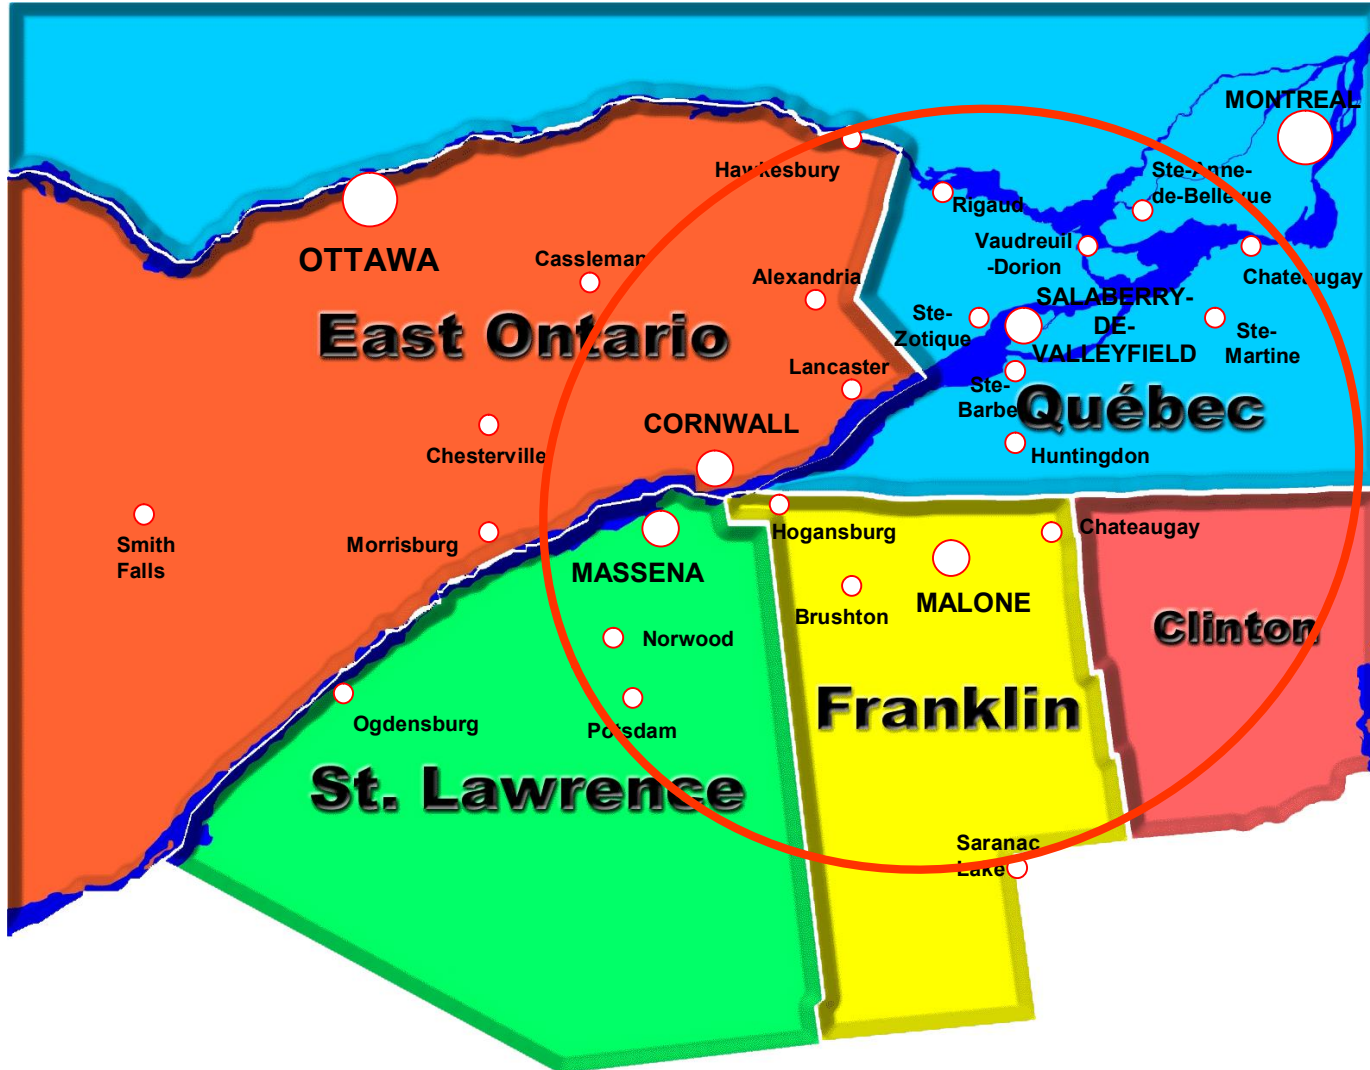 MONTREAL
Hawkesbury
Ste-Anne-
de-Bellevue
Rigaud
OTTAWA
Cassleman
Alexandria
Vaudreuil
-Dorion
Chateaugay
East Ontario
Ste-
Zotique
SALABERRY-
DE-
VALLEYFIELD
Ste-
Martine
Lancaster
Ste-
Barbe
Québec
CORNWALL
Chesterville
Huntingdon
Smith
Falls
Morrisburg
MASSENA
Hogansburg
Chateaugay
Brushton
MALONE
Norwood
Clinton
Ogdensburg
Potsdam
Franklin
St. Lawrence
Saranac
Lake